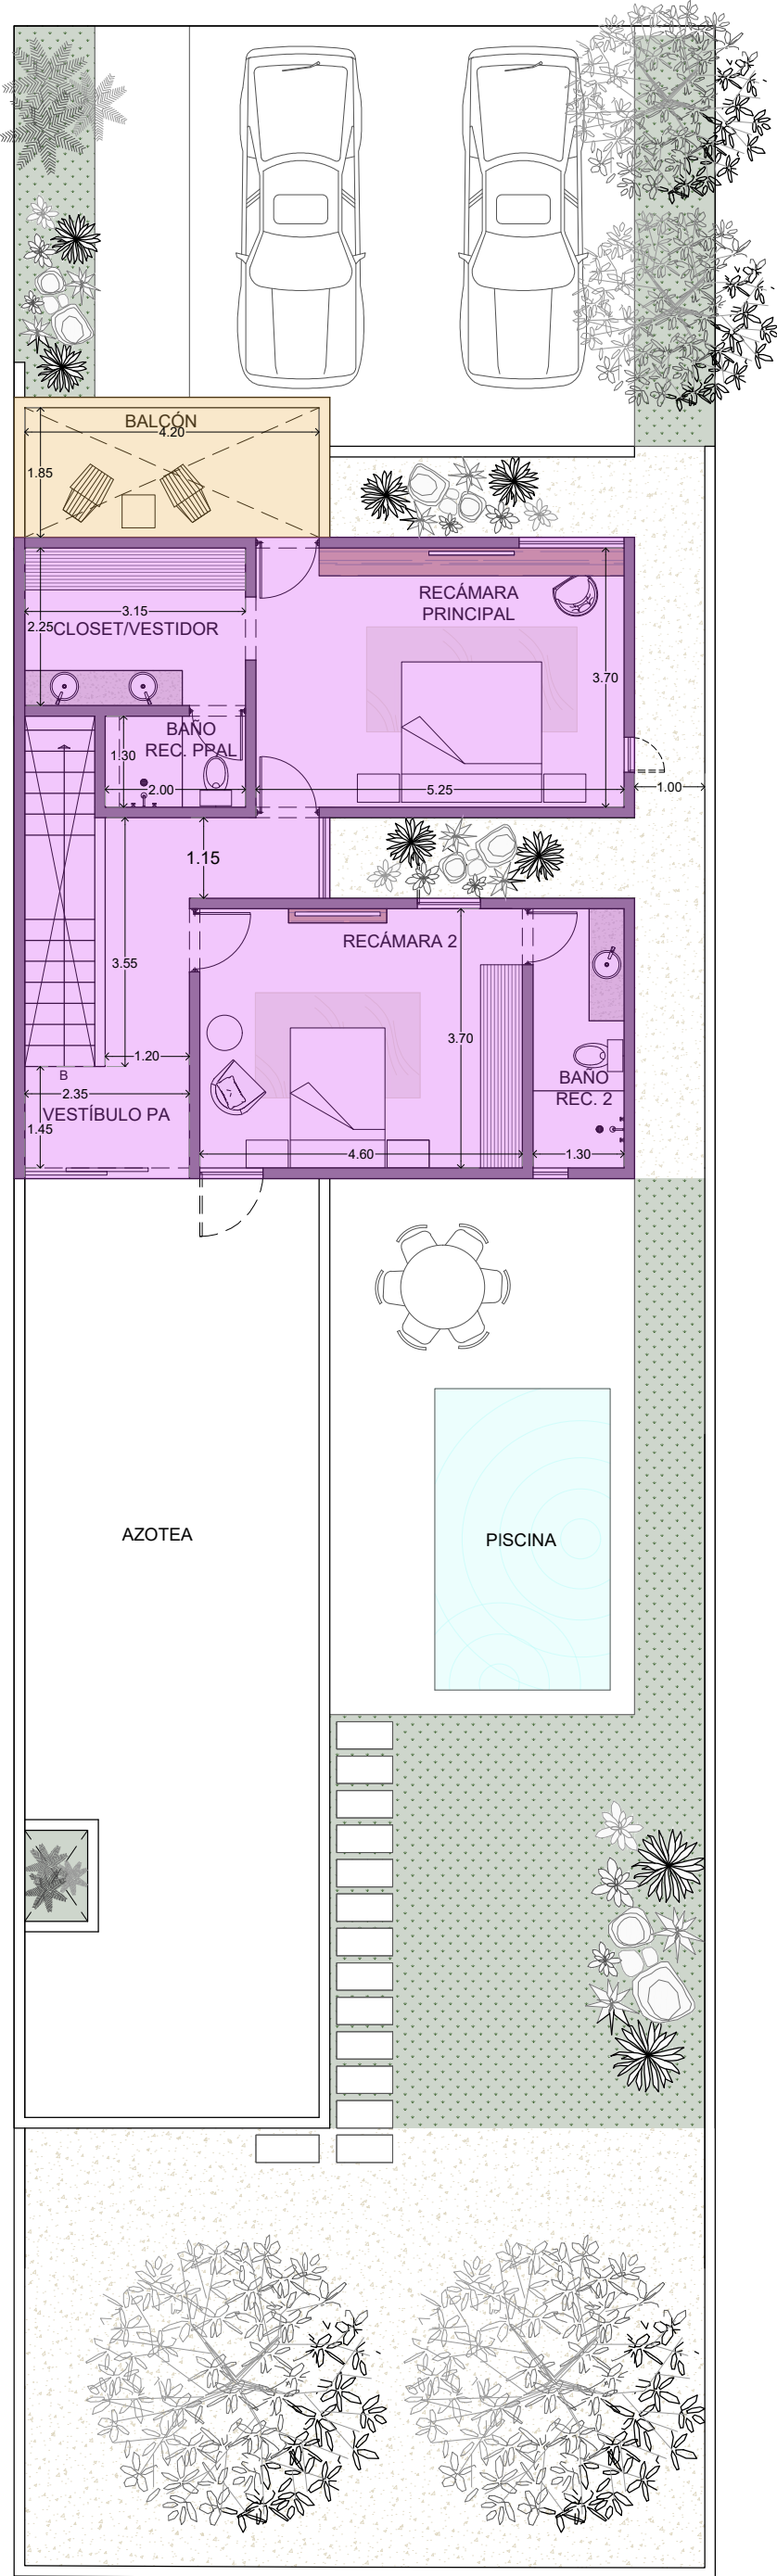 BALCÓN
4.20
1.85
RECÁMARA
PRINCIPAL
3.15
2.25
CLOSET/VESTIDOR
3.70
BAÑO
REC. PPAL
1.30
2.00
5.25
1.00
1.15
RECÁMARA 2
3.55
3.70
1.20
B
BAÑO
REC. 2
2.35
VESTÍBULO PA
1.45
4.60
1.30
AZOTEA
PISCINA